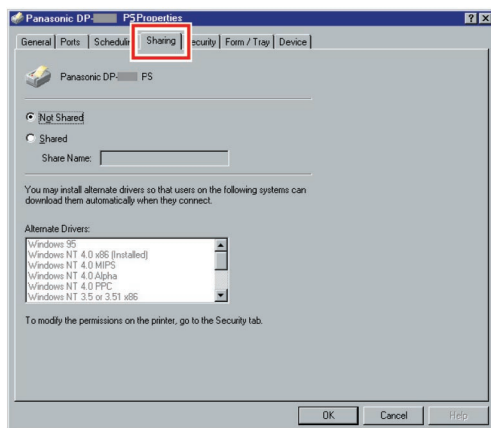 Panasonic DP- PS Properties
General Ports Scheduling Sharing Security Form / Tray Device
Panasonic DP- PS
Not Shared
Shared
Share Name:
You may install alternate drivers so that users on the following systems can
download them automatically when they connect.
Alternate Drivers:
Windows 95
Windows NT 4.0 x86 (Installed)
Windows NT 4.0 MIPS
Windows NT 4.0 Alpha
Windows NT 4.0 PPC
Windows NT 3.5 or 3.51 x86
To modify the permissions on the printer, go to the Security tab.
OK Cancel Help